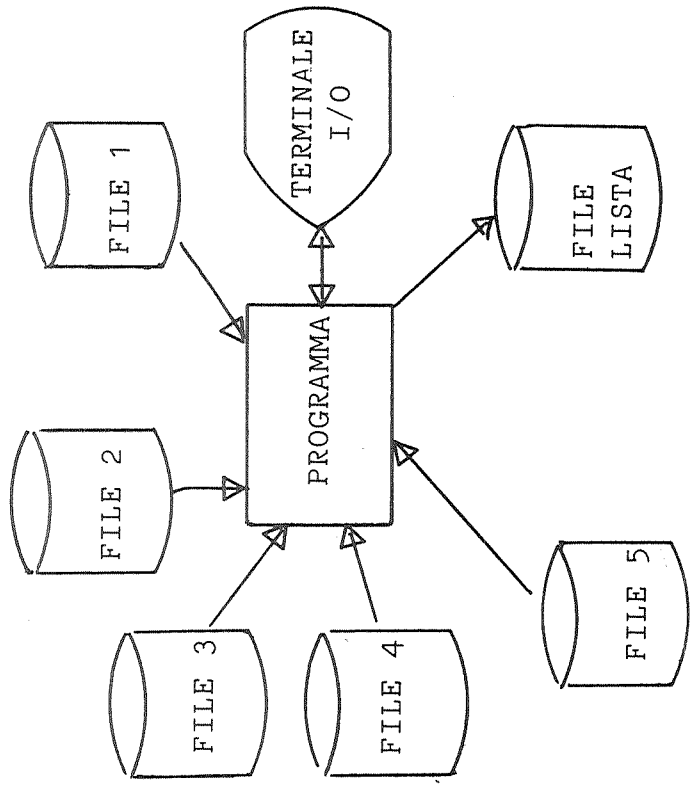 FILE 1
FILE 2
FILE 3
FILE 4
FILE 5
PROGRAMMA
TERMINALE
I/O
FILE
LISTA